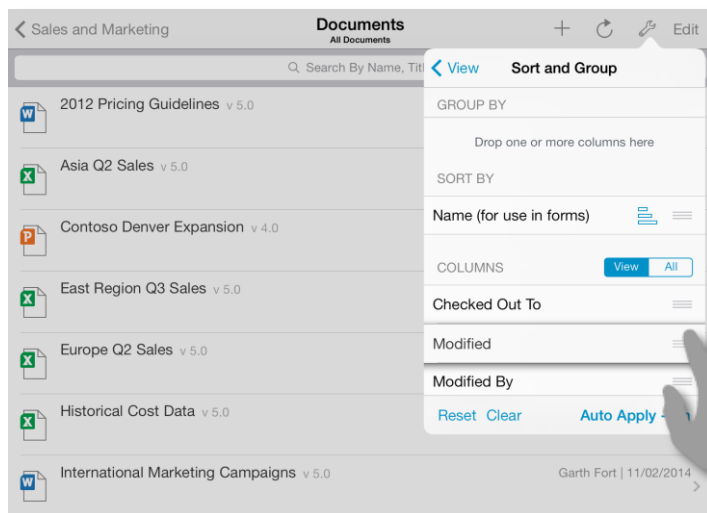 Sales and Marketing
Documents
All Documents
Edit
Search By Name,
View
Sort and Group
2012 Pricing Guidelines v 5.0
GROUP BY
Drop one or more columns here
Asia Q2 Sales v 5.0
SORT BY
Name (for use in forms)
Contoso Denver Expansion v 4.0
COLUMNS
View
All
East Region Q3 Sales v 5.0
Checked Out To
Modified
Europe Q2 Sales v 5.0
Modified By
Historical Cost Data v 5.0
Reset
Clear
Auto Apply
International Marketing Campaigns v 5.0
Garth Fort | 11/02/2014